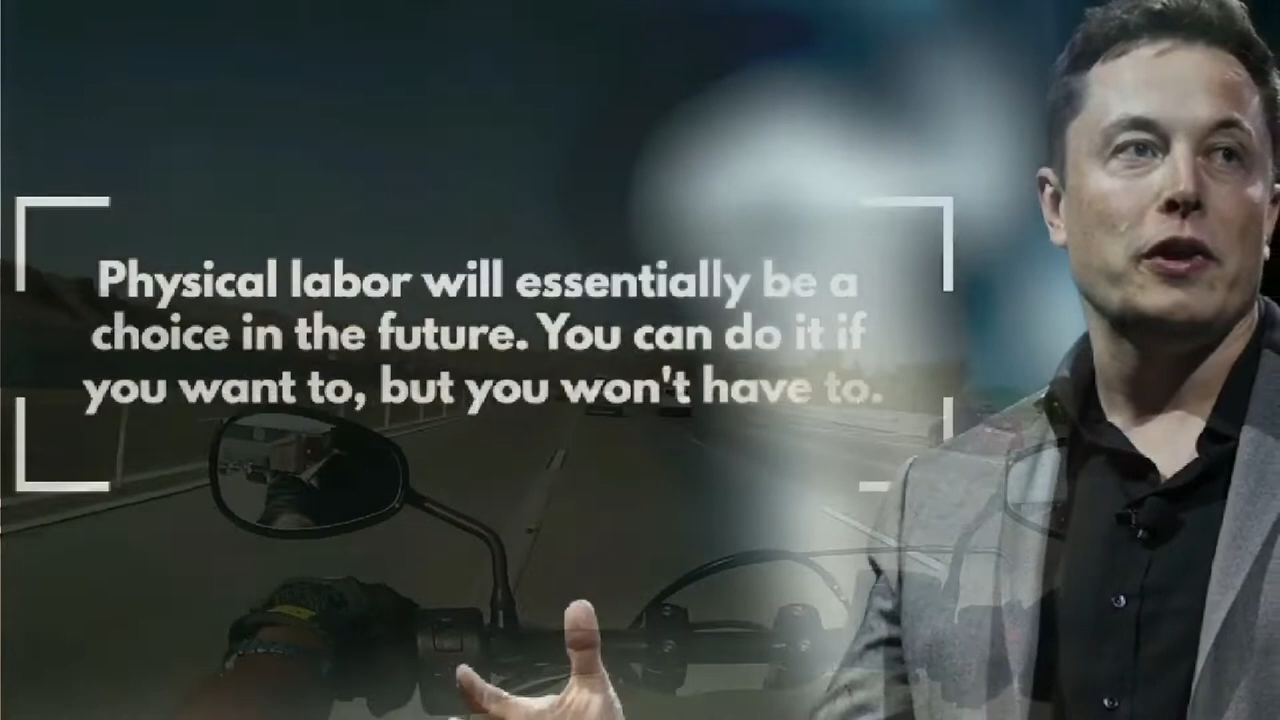 Physical labor will essentially be a
choice in the future. You can do it if
you want to, but you won't have to.